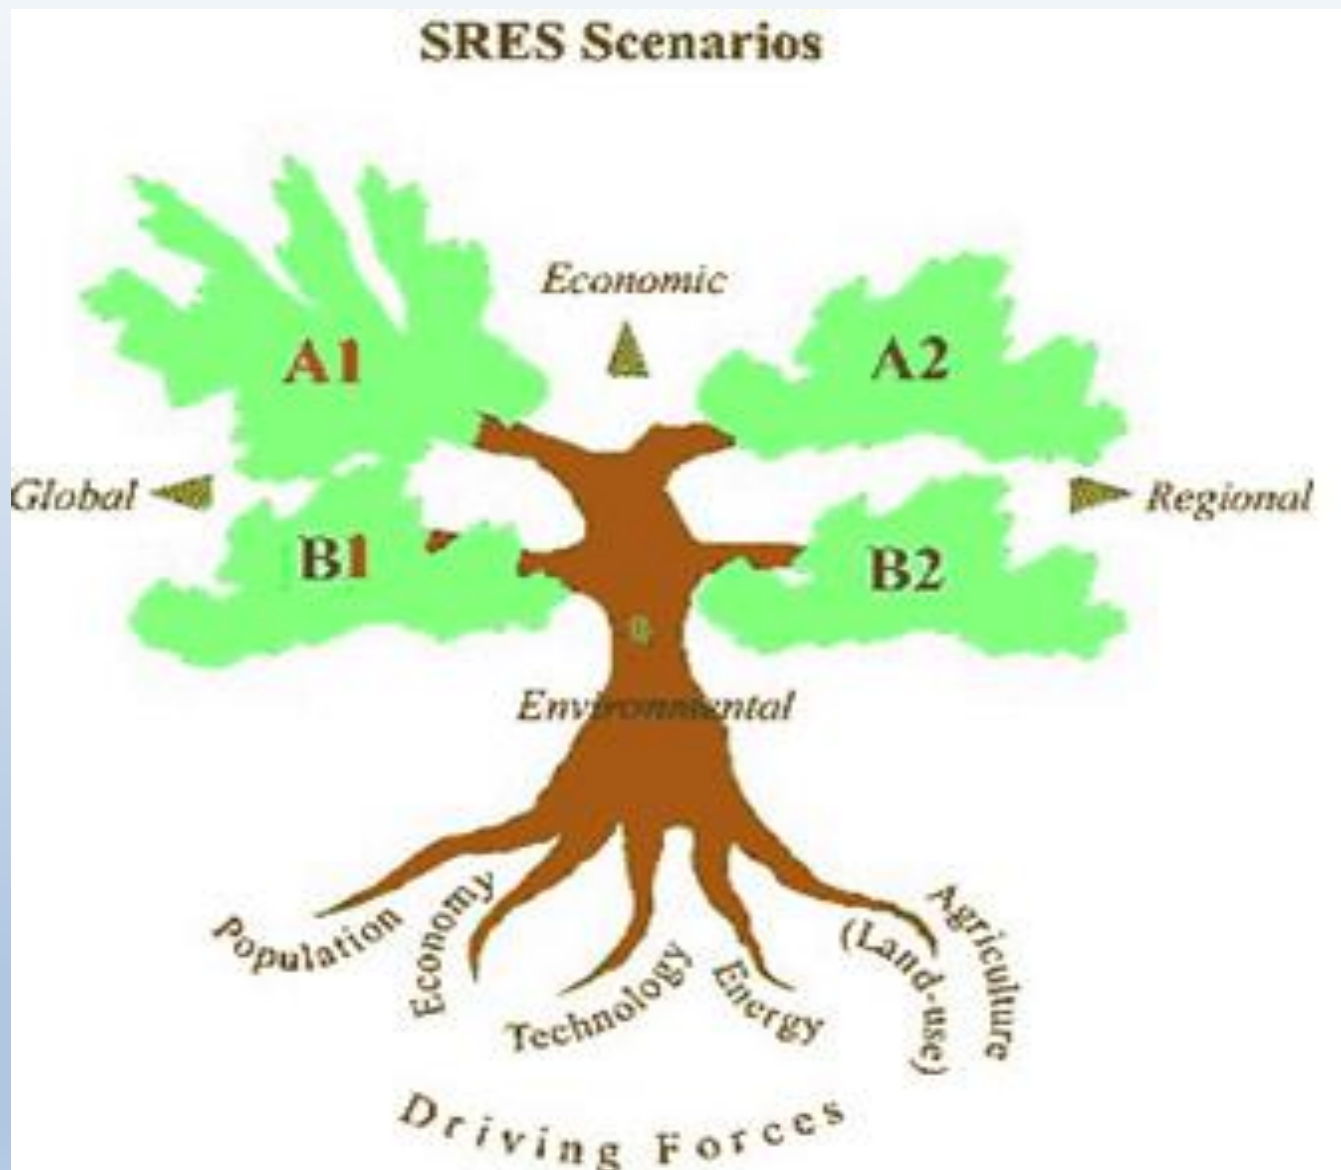 SRES Scenarios
Economic
A1
A2
Global
Regional
B1
B2
Environmental
Population
Economy
Technology
Energy
(Land-use)
Agriculture
Driving Forces